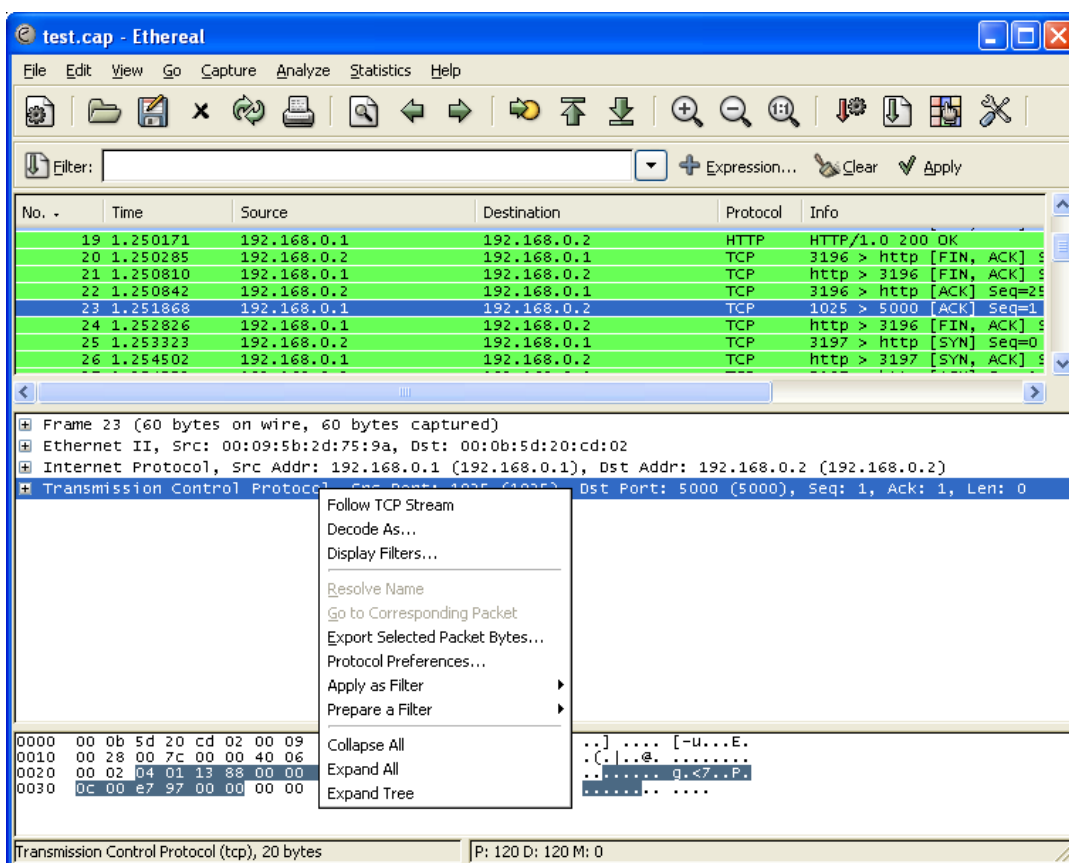 test.cap - Ethereal
File Edit View Go Capture Analyze Statistics Help
Filter: Expression... Clear Apply
No. Time Source Destination Protocol Info
19 1.250171 192.168.0.1 192.168.0.2 HTTP HTTP/1.0 200 OK
20 1.250285 192.168.0.2 192.168.0.1 TCP 3196 > http [FIN, ACK] S
21 1.250810 192.168.0.1 192.168.0.2 TCP http > 3196 [FIN, ACK] S
22 1.250842 192.168.0.2 192.168.0.1 TCP 3196 > http [ACK] Seq=25
23 1.251868 192.168.0.1 192.168.0.2 TCP 1025 > 5000 [ACK] Seq=1
24 1.252826 192.168.0.1 192.168.0.2 TCP http > 3196 [FIN, ACK] S
25 1.253323 192.168.0.2 192.168.0.1 TCP 3197 > http [SYN] Seq=0
26 1.254502 192.168.0.1 192.168.0.2 TCP http > 3197 [SYN, ACK] S
Frame 23 (60 bytes on wire, 60 bytes captured)
Ethernet II, Src: 00:09:5b:2d:75:9a, Dst: 00:0b:5d:20:cd:02
Internet Protocol, Src Addr: 192.168.0.1 (192.168.0.1), Dst Addr: 192.168.0.2 (192.168.0.2)
Transmission Control Protocol, Src Port: 1025 (1025), Dst Port: 5000 (5000), Seq: 1, Ack: 1, Len: 0
Follow TCP Stream
Decode As...
Display Filters...
Resolve Name
Go to Corresponding Packet
Export Selected Packet Bytes...
Protocol Preferences...
Apply as Filter
Prepare a Filter
Collapse All
Expand All
Expand Tree
0000 00 0b 5d 20 cd 02 00 09 ..] .... [-u...E.
0010 00 28 00 7c 00 00 40 06 .(.|..@. ........
0020 00 02 04 01 13 88 00 00 ........ g.<7..P.
0030 0c 00 e7 97 00 00 00 00 ........ ....
Transmission Control Protocol (tcp), 20 bytes P: 120 D: 120 M: 0